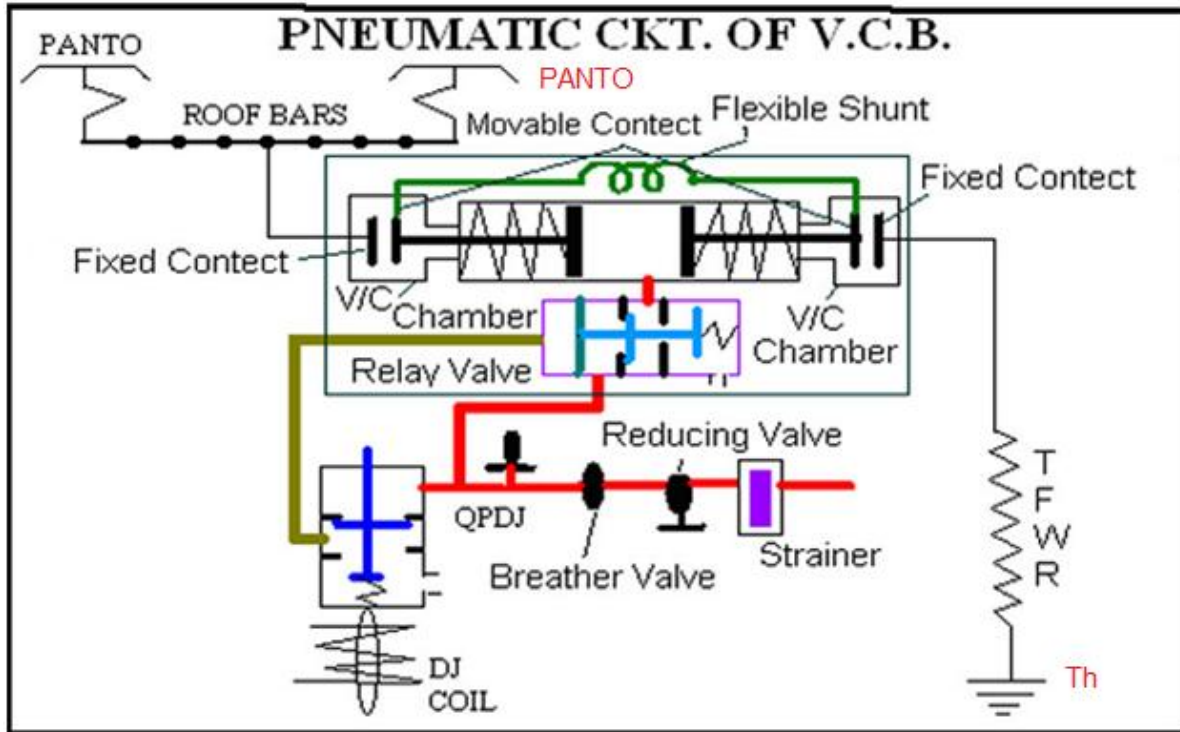 PNEUMATIC CKT. OF V.C.B.
PANTO
PANTO
ROOF BARS
Movable Contect
Flexible Shunt
Fixed Contect
Fixed Contect
V/C
Chamber
V/C
Chamber
Relay Valve
Reducing Valve
QPDJ
Breather Valve
Strainer
T
F
W
R
DJ
COIL
Th